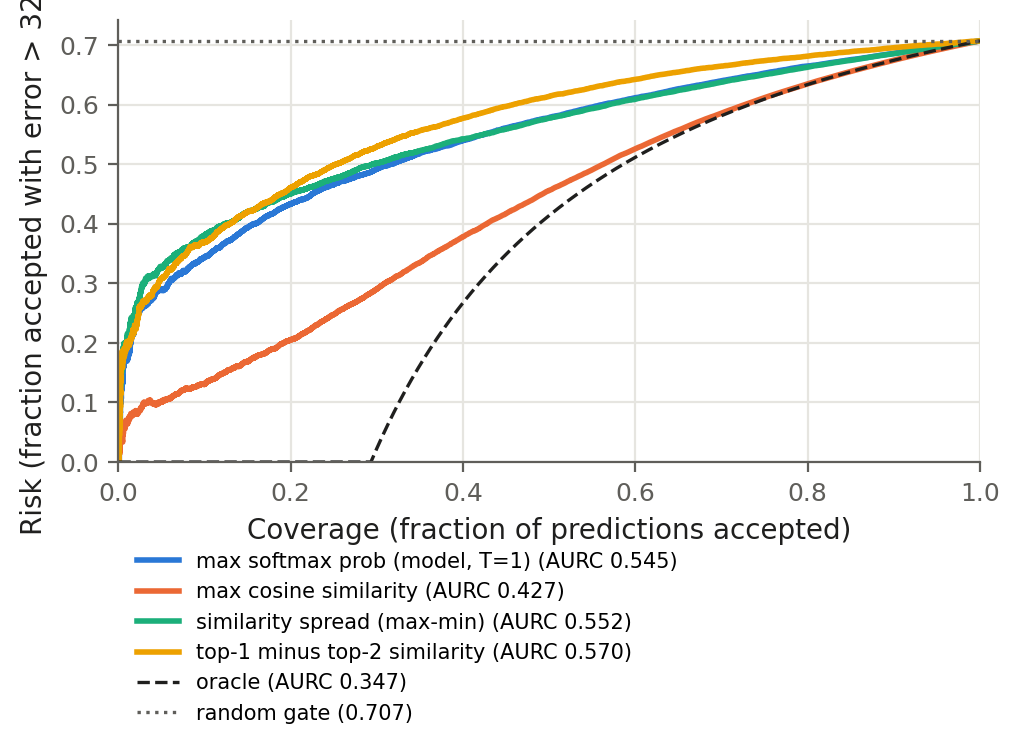 Risk (fraction accepted with error > 32
0.7
0.6
0.5
0.4
0.3
0.2
0.1
0.0
0.0 0.2 0.4 0.6 0.8 1.0
Coverage (fraction of predictions accepted)
max softmax prob (model, T=1) (AURC 0.545)
max cosine similarity (AURC 0.427)
similarity spread (max-min) (AURC 0.552)
top-1 minus top-2 similarity (AURC 0.570)
oracle (AURC 0.347)
random gate (0.707)